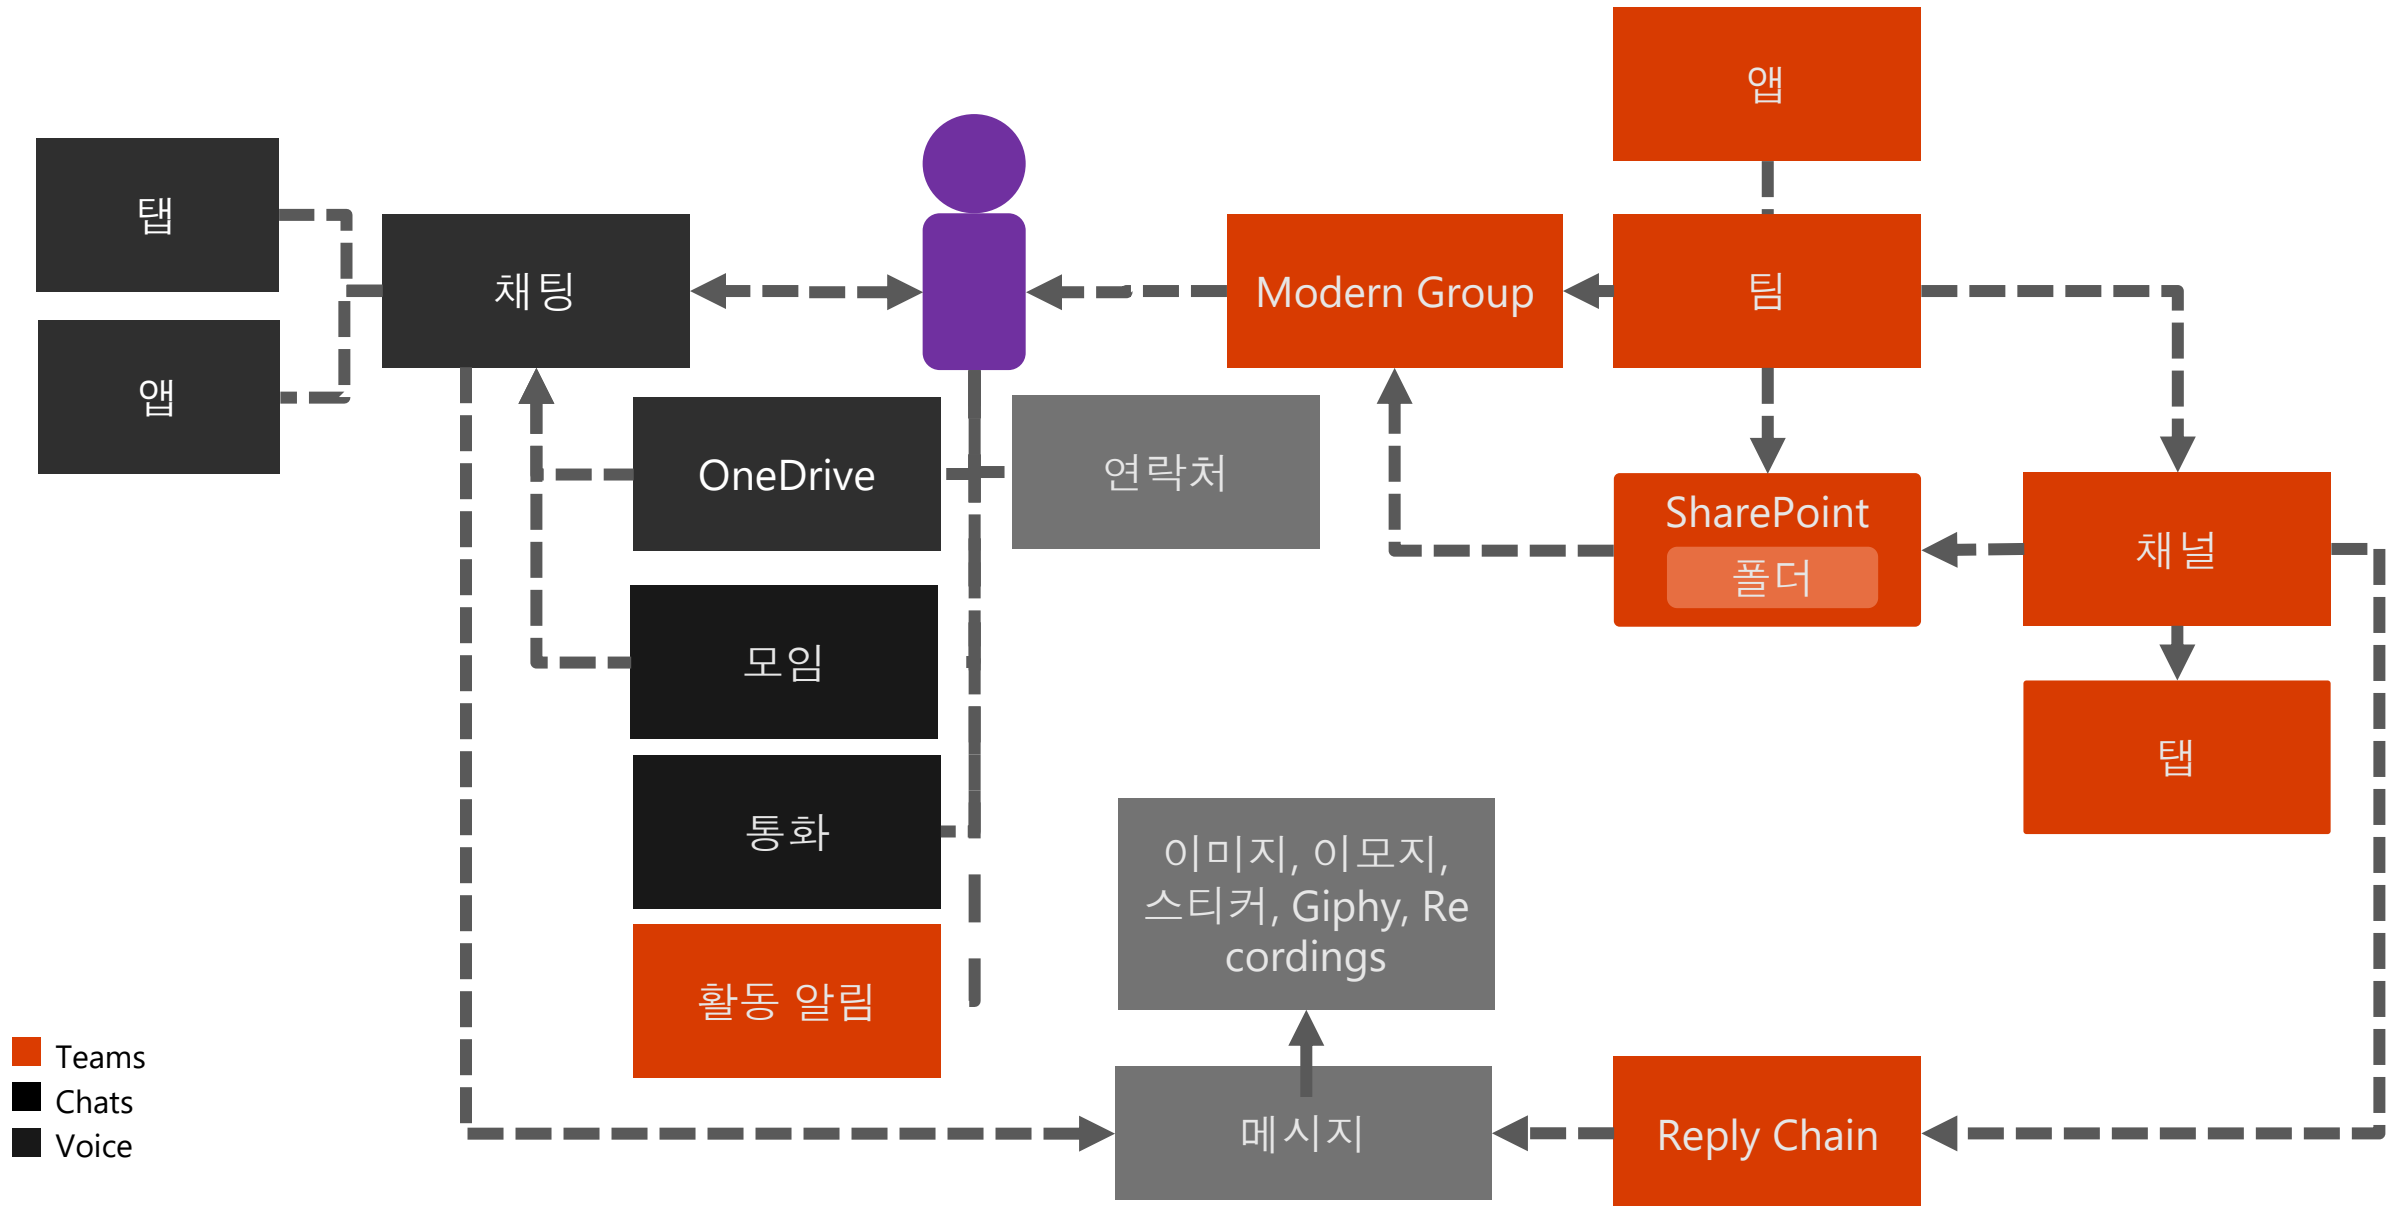 앱
탭
채팅
Modern Group
팀
앱
OneDrive
연락처
SharePoint
폴더
채널
모임
탭
통화
이미지, 이모지,
스티커, Giphy, Re
cordings
활동 알림
Teams
Chats
Voice
메시지
Reply Chain